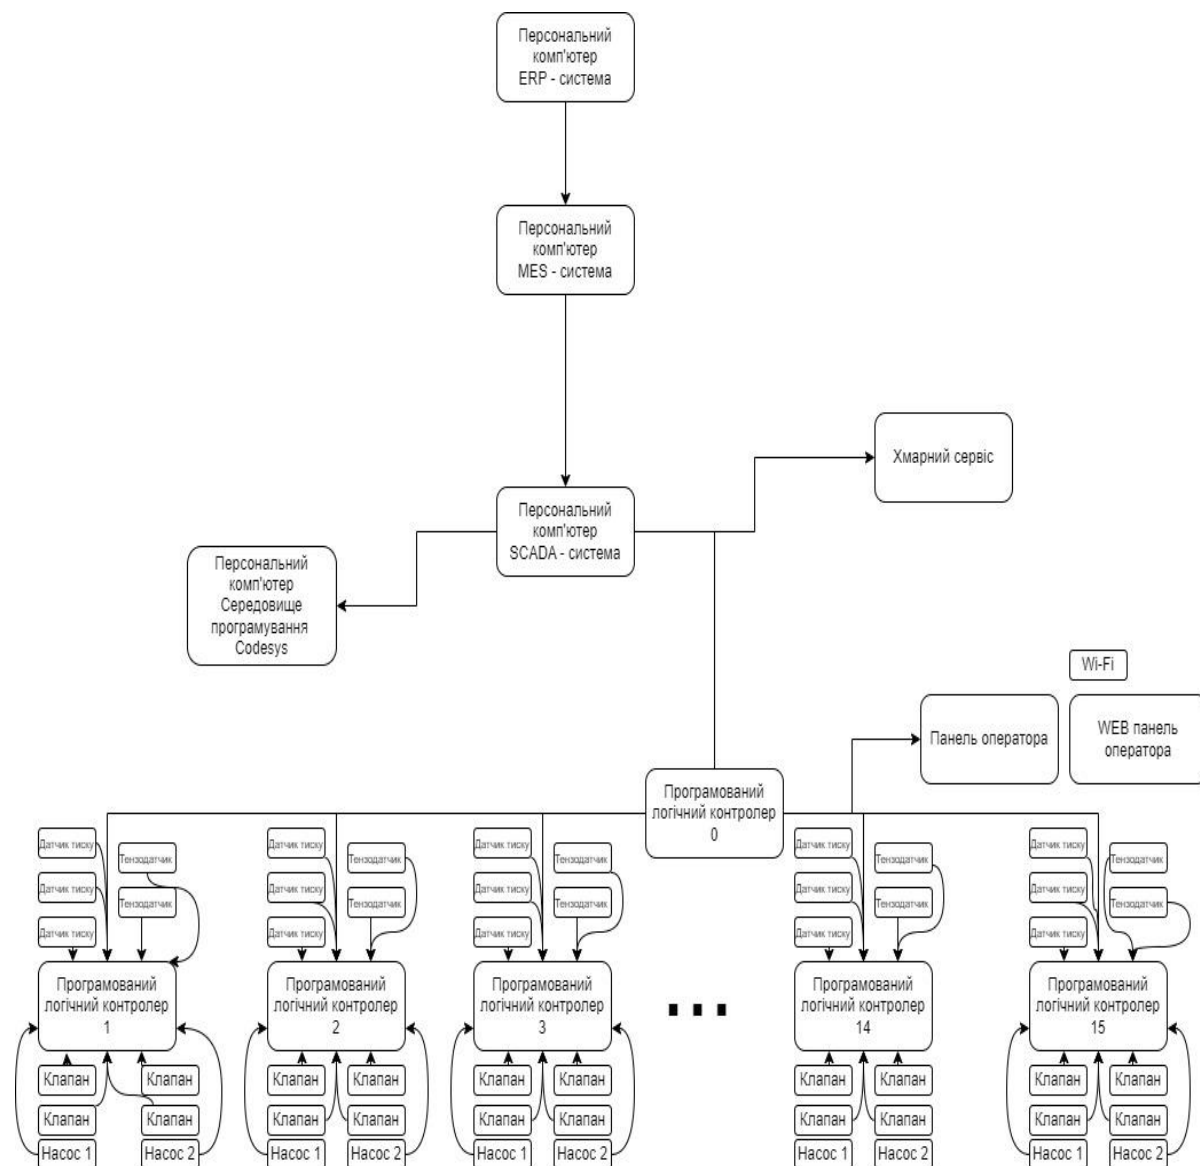 Персональний
комп'ютер
ERP - система
Персональний
комп'ютер
MES - система
Хмарний сервіс
Персональний
комп'ютер
SCADA - система
Персональний
комп'ютер
Середовище
програмування
Codesys
Wi-Fi
Панель оператора
WEB панель
оператора
Програмований
логічний контролер
0
Датчик тиску
Датчик тиску
Датчик тиску
Тензодатчик
Тензодатчик
Програмований
логічний контролер
1
Клапан
Клапан
Клапан
Клапан
Насос 1
Насос 2
Датчик тиску
Датчик тиску
Датчик тиску
Тензодатчик
Тензодатчик
Програмований
логічний контролер
2
Клапан
Клапан
Клапан
Клапан
Насос 1
Насос 2
Датчик тиску
Датчик тиску
Датчик тиску
Тензодатчик
Тензодатчик
Програмований
логічний контролер
3
Клапан
Клапан
Клапан
Клапан
Насос 1
Насос 2
...
Датчик тиску
Датчик тиску
Датчик тиску
Тензодатчик
Тензодатчик
Програмований
логічний контролер
14
Клапан
Клапан
Клапан
Клапан
Насос 1
Насос 2
Датчик тиску
Датчик тиску
Датчик тиску
Тензодатчик
Тензодатчик
Програмований
логічний контролер
15
Клапан
Клапан
Клапан
Клапан
Насос 1
Насос 2